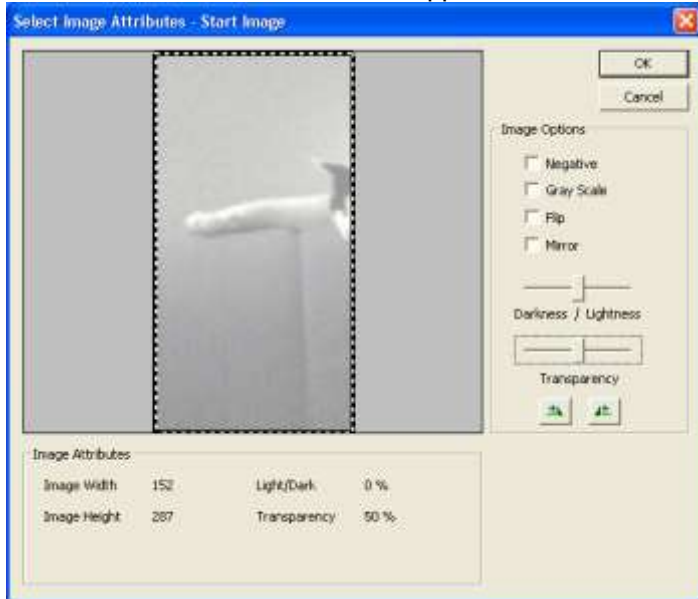 Select Image Attributes - Start Image
OK
Cancel
Image Options
Negative
Gray Scale
Flip
Mirror
Darkness / Lightness
Transparency
Image Attributes
Image Width 152 Light/Dark 0 %
Image Height 287 Transparency 50 %